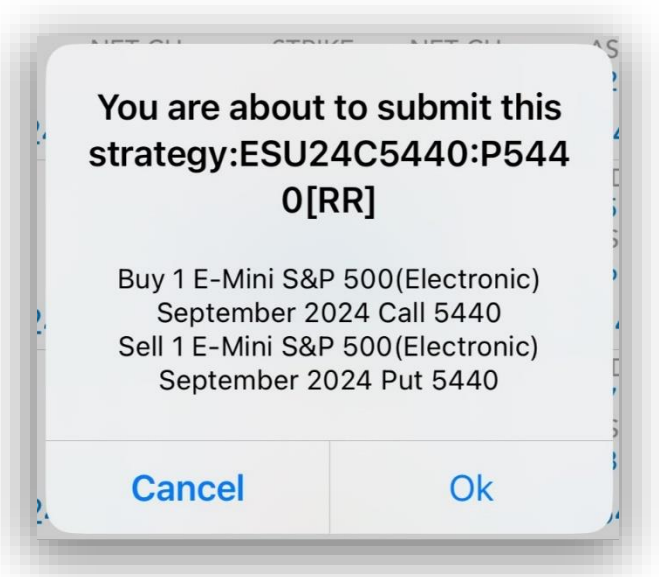 You are about to submit this
strategy:ESU24C5440:P544
0[RR]
Buy 1 E-Mini S&P 500(Electronic)
September 2024 Call 5440
Sell 1 E-Mini S&P 500(Electronic)
September 2024 Put 5440
Cancel
Ok